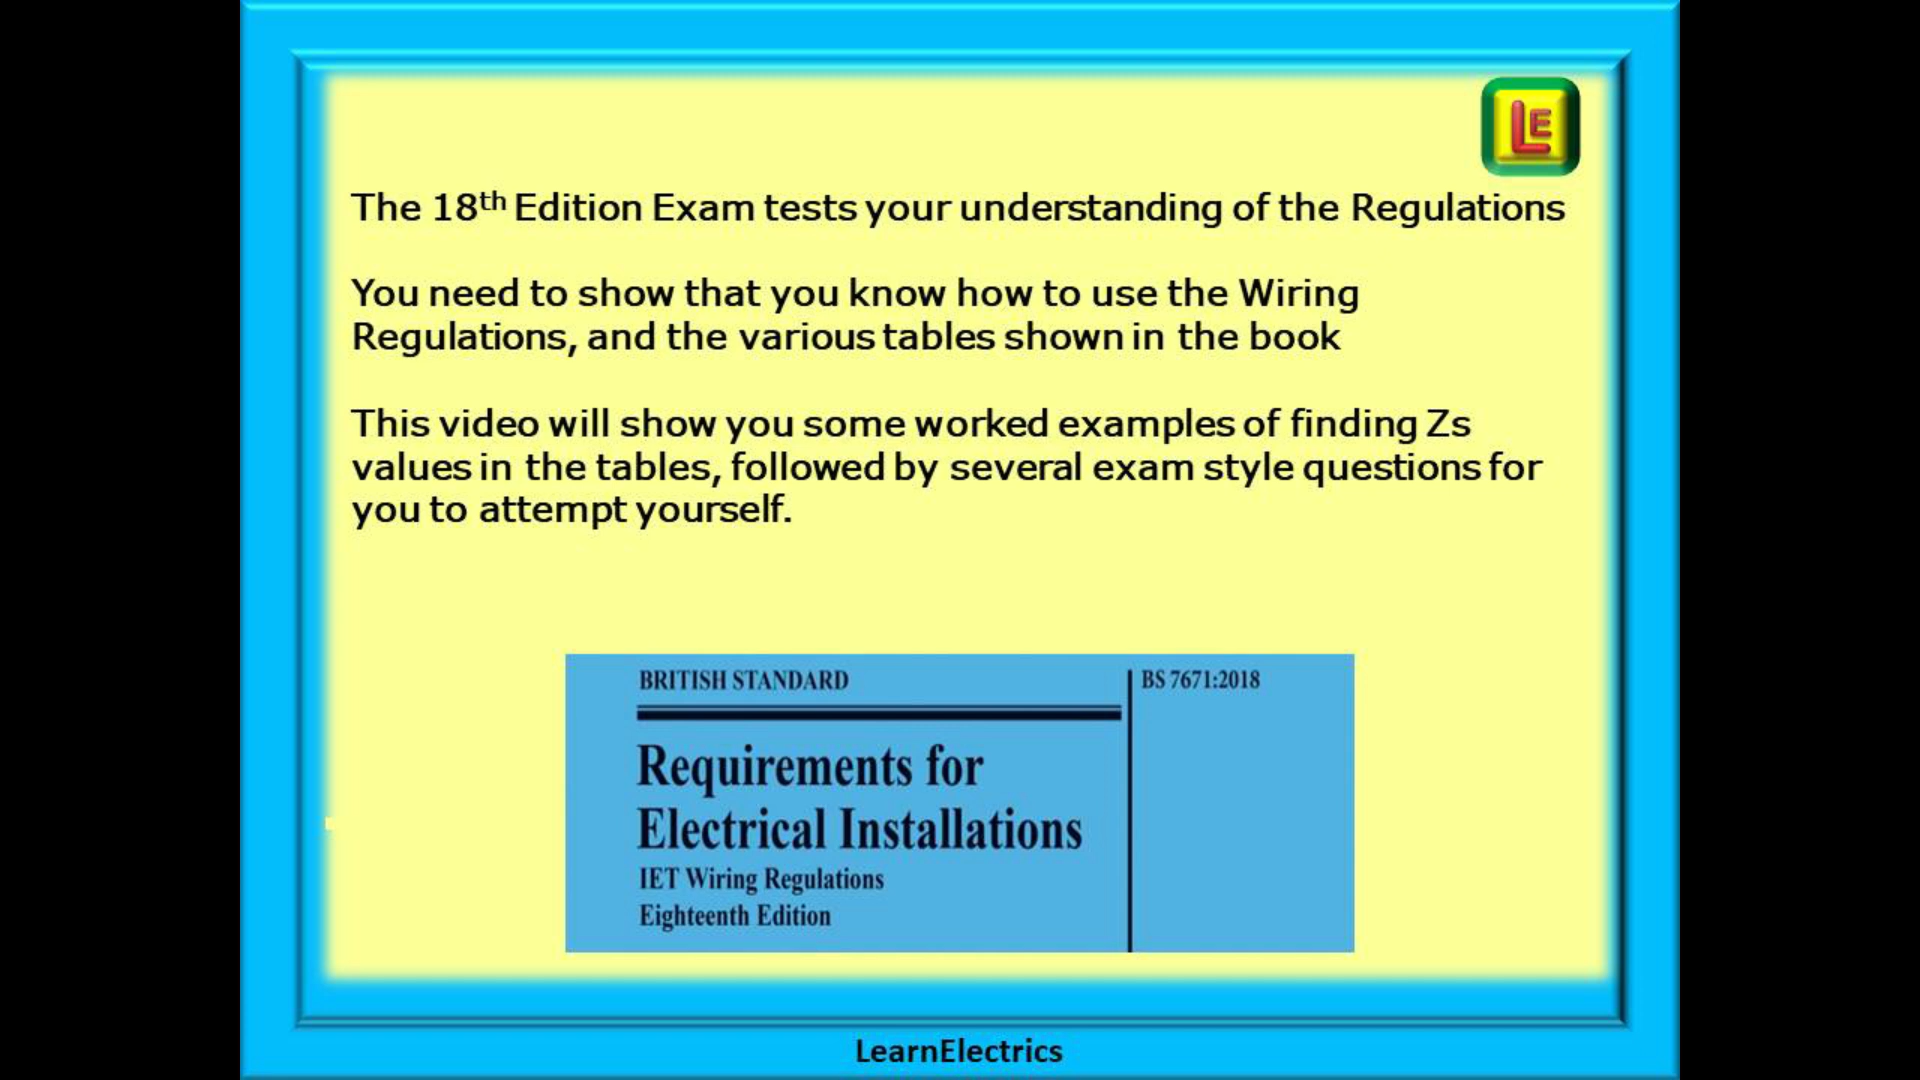 LE
The 18th Edition Exam tests your understanding of the Regulations
You need to show that you know how to use the Wiring
Regulations, and the various tables shown in the book
This video will show you some worked examples of finding Zs
values in the tables, followed by several exam style questions for
you to attempt yourself.
BRITISH STANDARD
BS 7671:2018
Requirements for
Electrical Installations
IET Wiring Regulations
Eighteenth Edition
LearnElectrics